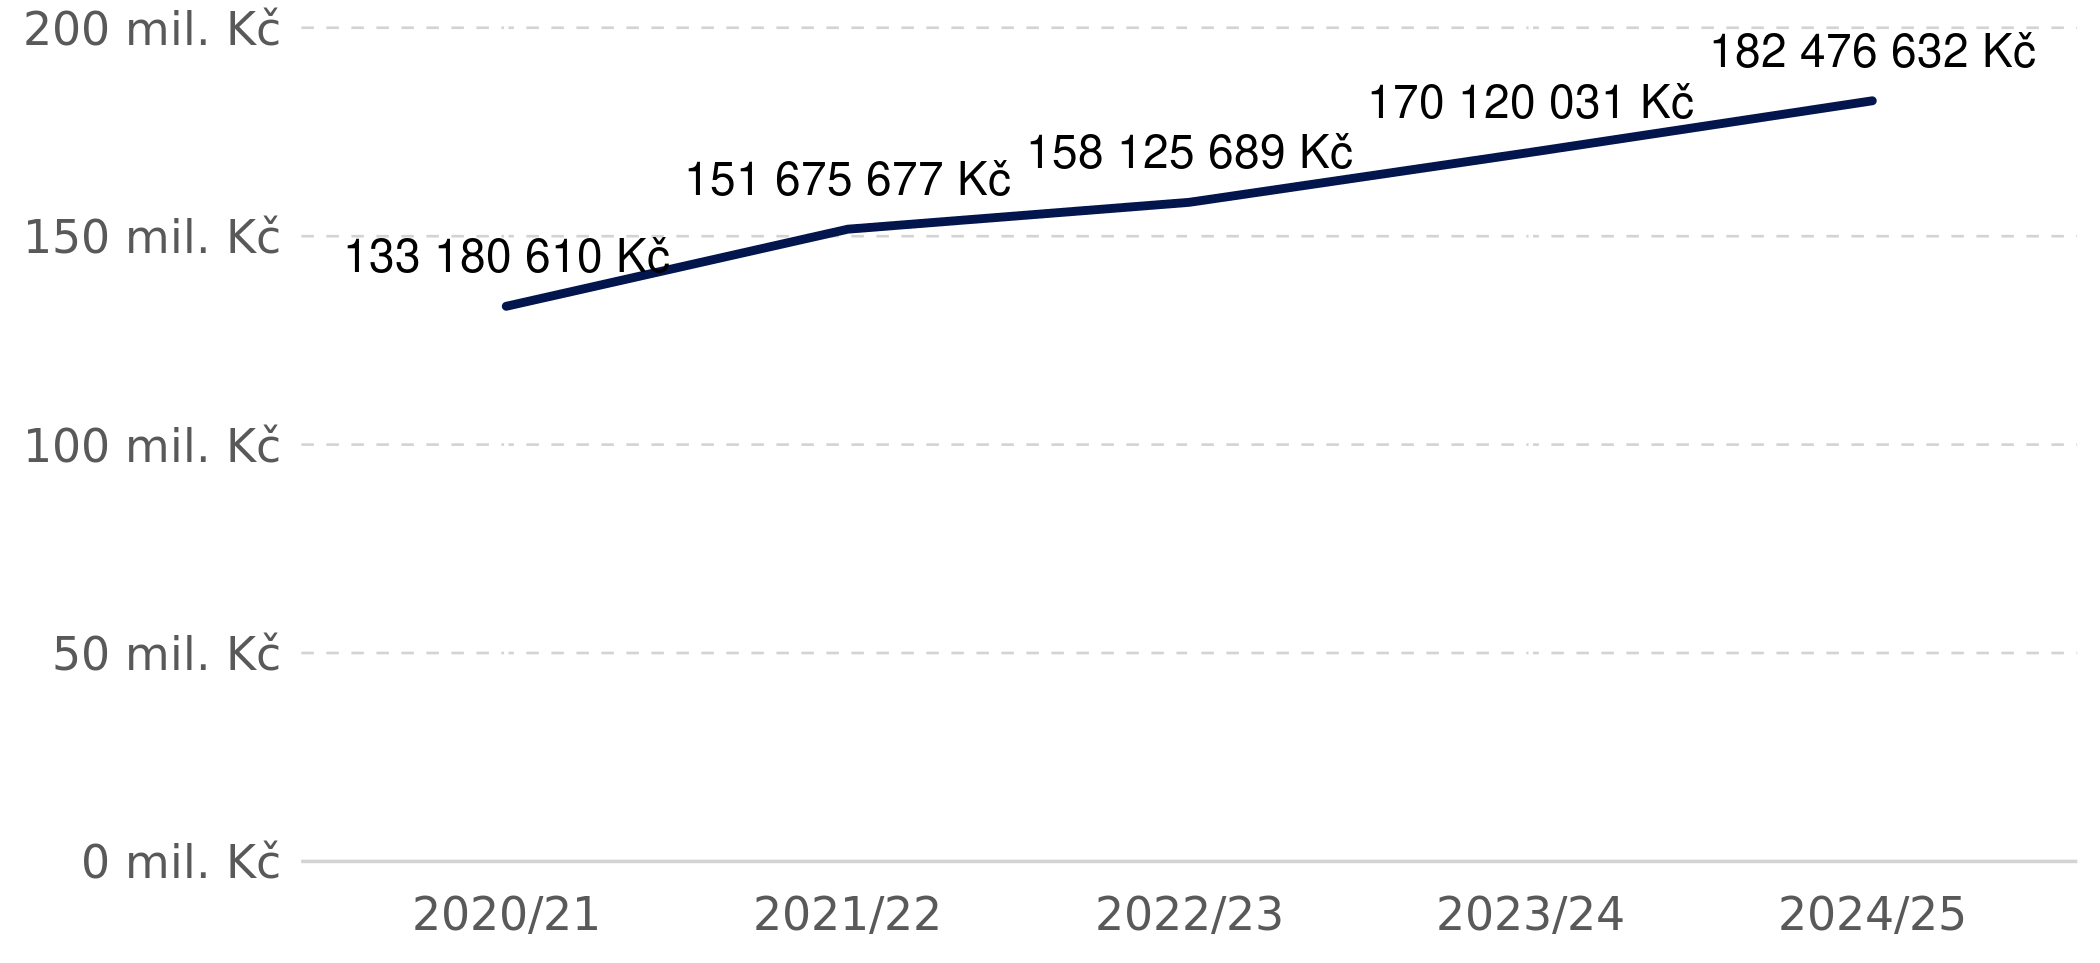 200 mil. Kč
182 476 632 Kč
170 120 031 Kč
158 125 689 Kč
151 675 677 Kč
150 mil. Kč
133 180 610 Kč
100 mil. Kč
50 mil. Kč
0 mil. Kč
2020/21 2021/22 2022/23 2023/24 2024/25